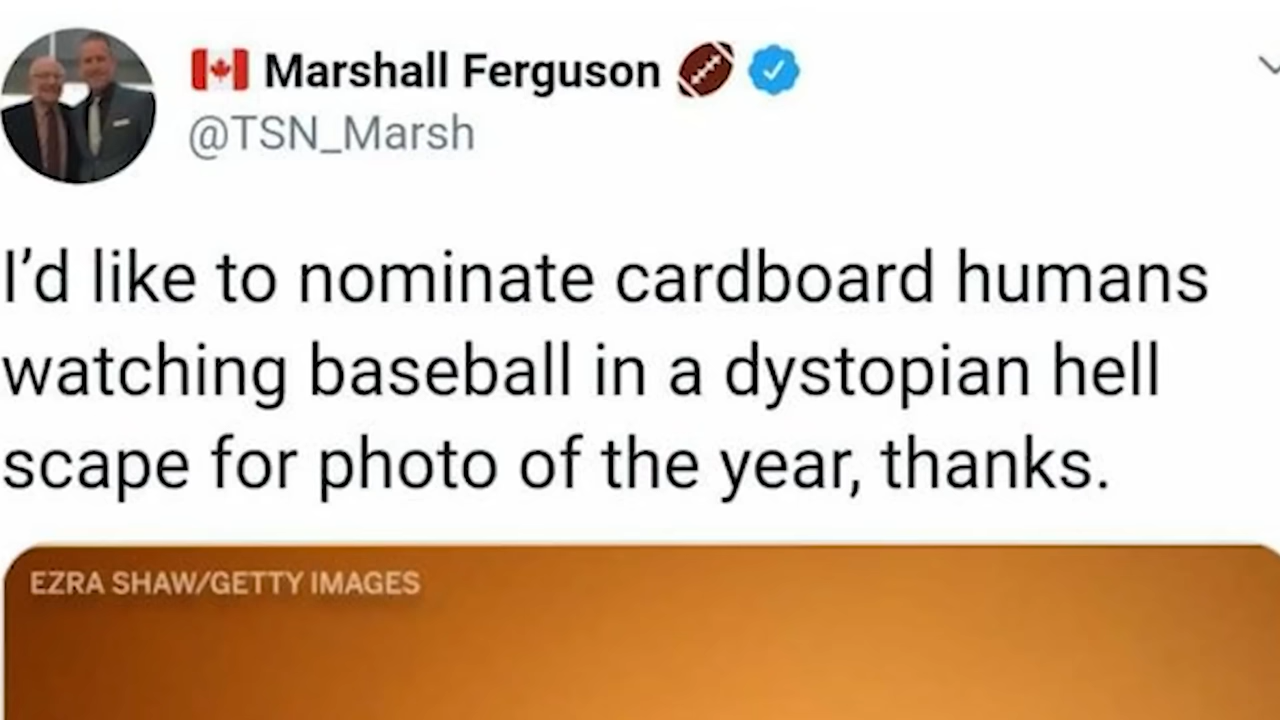 Marshall Ferguson
@TSN_Marsh
I’d like to nominate cardboard humans
watching baseball in a dystopian hell
scape for photo of the year, thanks.
EZRA SHAW/GETTY IMAGES